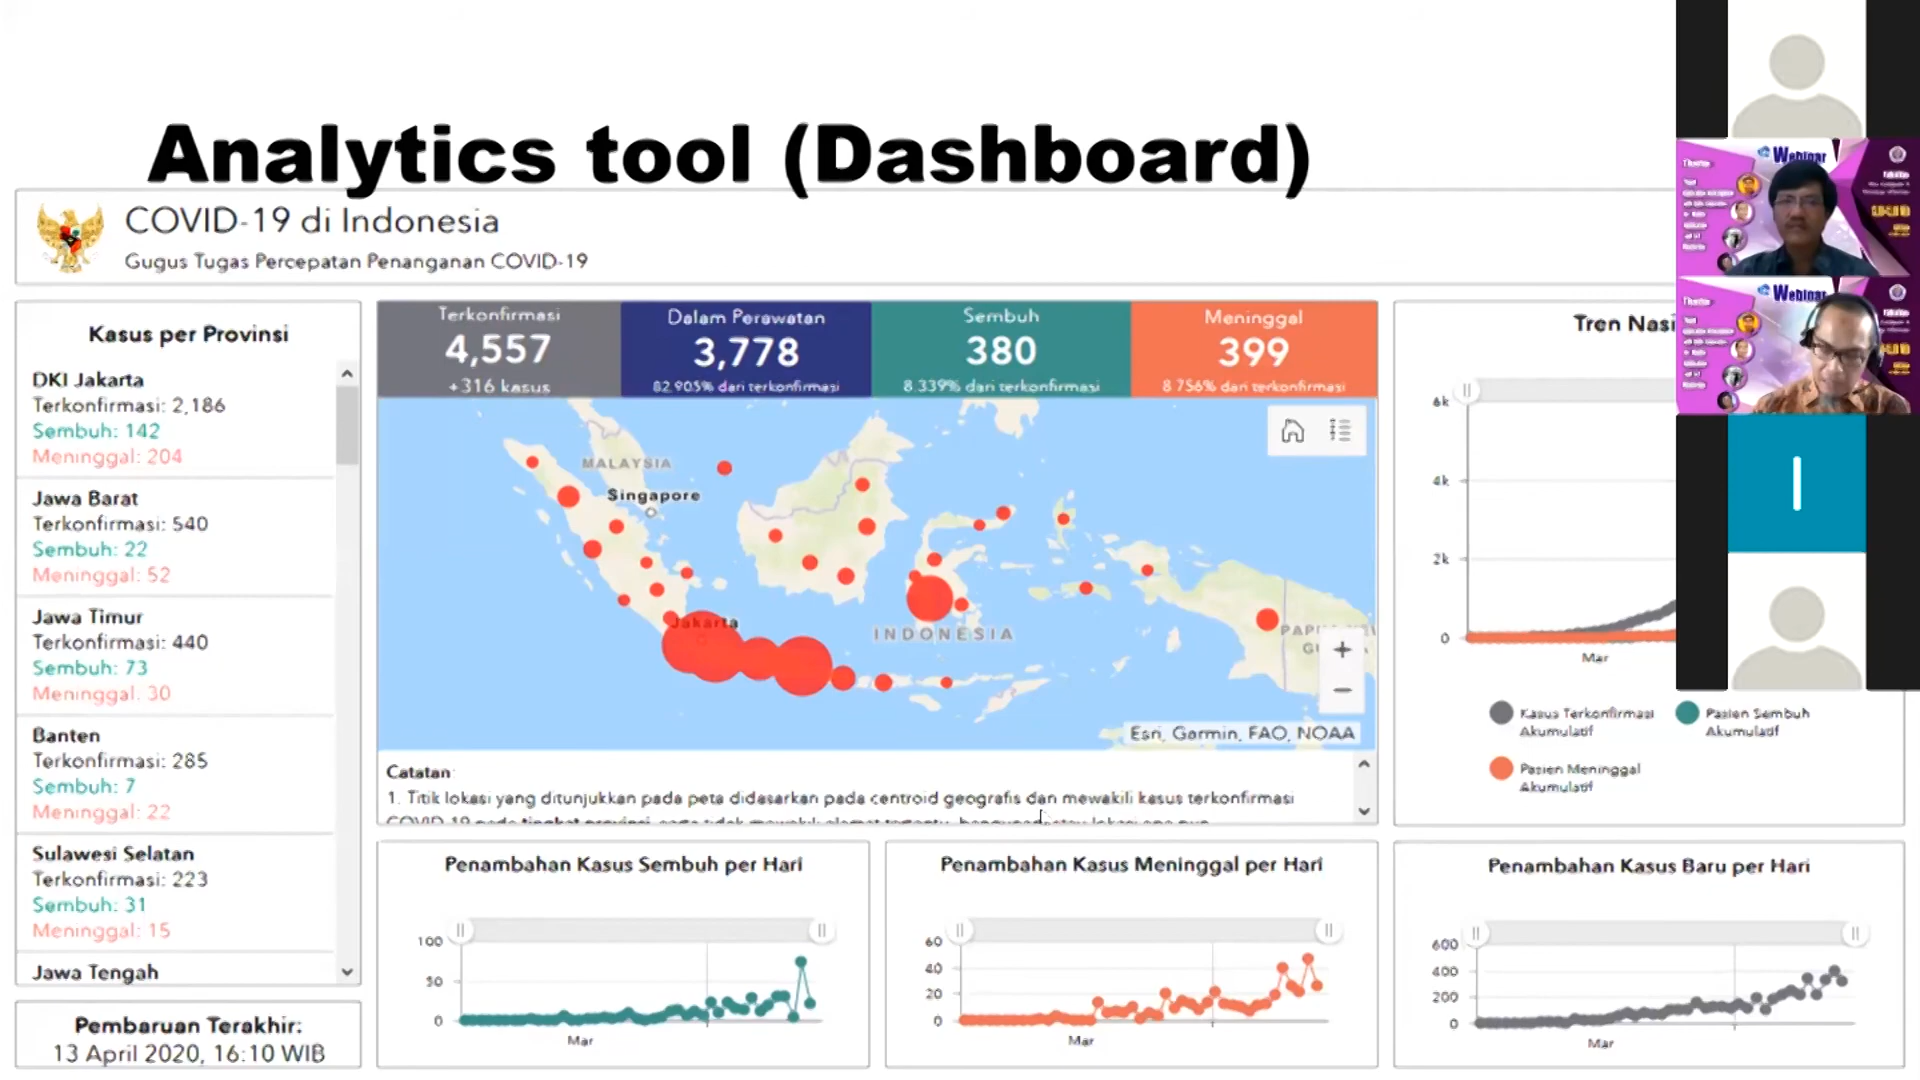 Analytics tool (Dashboard)
COVID-19 di Indonesia
Gugus Tugas Percepatan Penanganan COVID-19
Kasus per Provinsi
DKI Jakarta
Terkonfirmasi: 2,186
Sembuh: 142
Meninggal: 204
Jawa Barat
Terkonfirmasi: 540
Sembuh: 22
Meninggal: 52
Jawa Timur
Terkonfirmasi: 440
Sembuh: 73
Meninggal: 30
Banten
Terkonfirmasi: 285
Sembuh: 7
Meninggal: 22
Sulawesi Selatan
Terkonfirmasi: 223
Sembuh: 31
Meninggal: 15
Jawa Tengah
Pembaruan Terakhir:
13 April 2020, 16:10 WIB
Terkonfirmasi
4,557
+316 kasus
Dalam Perawatan
3,778
82.905% dari terkonfirmasi
Sembuh
380
8.339% dari terkonfirmasi
Meninggal
399
8.756% dari terkonfirmasi
MALAYSIA
Singapore
Jakarta
INDONESIA
+
−
Esri, Garmin, FAO, NOAA
Catatan:
1. Titik lokasi yang ditunjukkan pada peta didasarkan pada centroid geografis dan mewakili kasus terkonfirmasi
COVID-19 pada tingkat provinsi
Tren Nasi
6k
4k
2k
0
Mar
Kasus Terkonfirmasi Akumulatif
Pasien Sembuh Akumulatif
Pasien Meninggal Akumulatif
Penambahan Kasus Sembuh per Hari
100
50
0
Mar
Penambahan Kasus Meninggal per Hari
60
40
20
0
Mar
Penambahan Kasus Baru per Hari
600
400
200
0
Mar
Webinar
Webinar
I